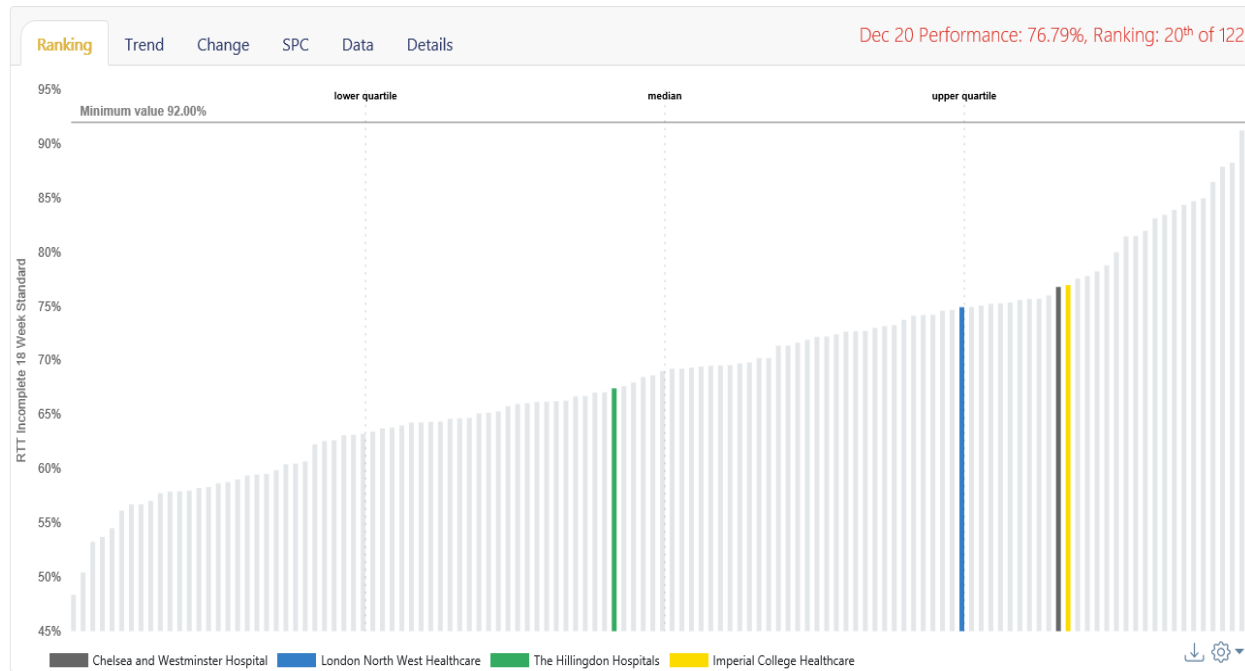 Ranking Trend Change SPC Data Details
Dec 20 Performance: 76.79%, Ranking: 20th of 122
RTT Incomplete 18 Week Standard
95%
90%
85%
80%
75%
70%
65%
60%
55%
50%
45%
lower quartile median upper quartile
Minimum value 92.00%
Chelsea and Westminster Hospital London North West Healthcare The Hillingdon Hospitals Imperial College Healthcare